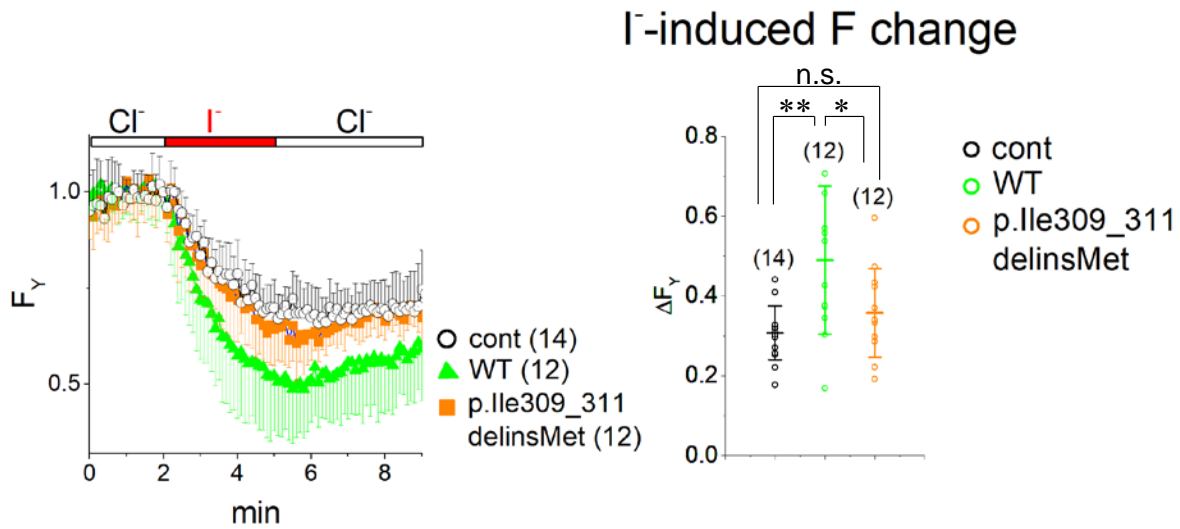 I⁻-induced F change
Cl⁻ I⁻ Cl⁻
1.0
0.5
F_Y
0 2 4 6 8
min
cont (14)
WT (12)
p.Ile309_311
delinsMet (12)
n.s.
** *
0.8
0.6
0.4
0.2
0.0
ΔF_Y
(14)
(12)
(12)
cont
WT
p.Ile309_311
delinsMet